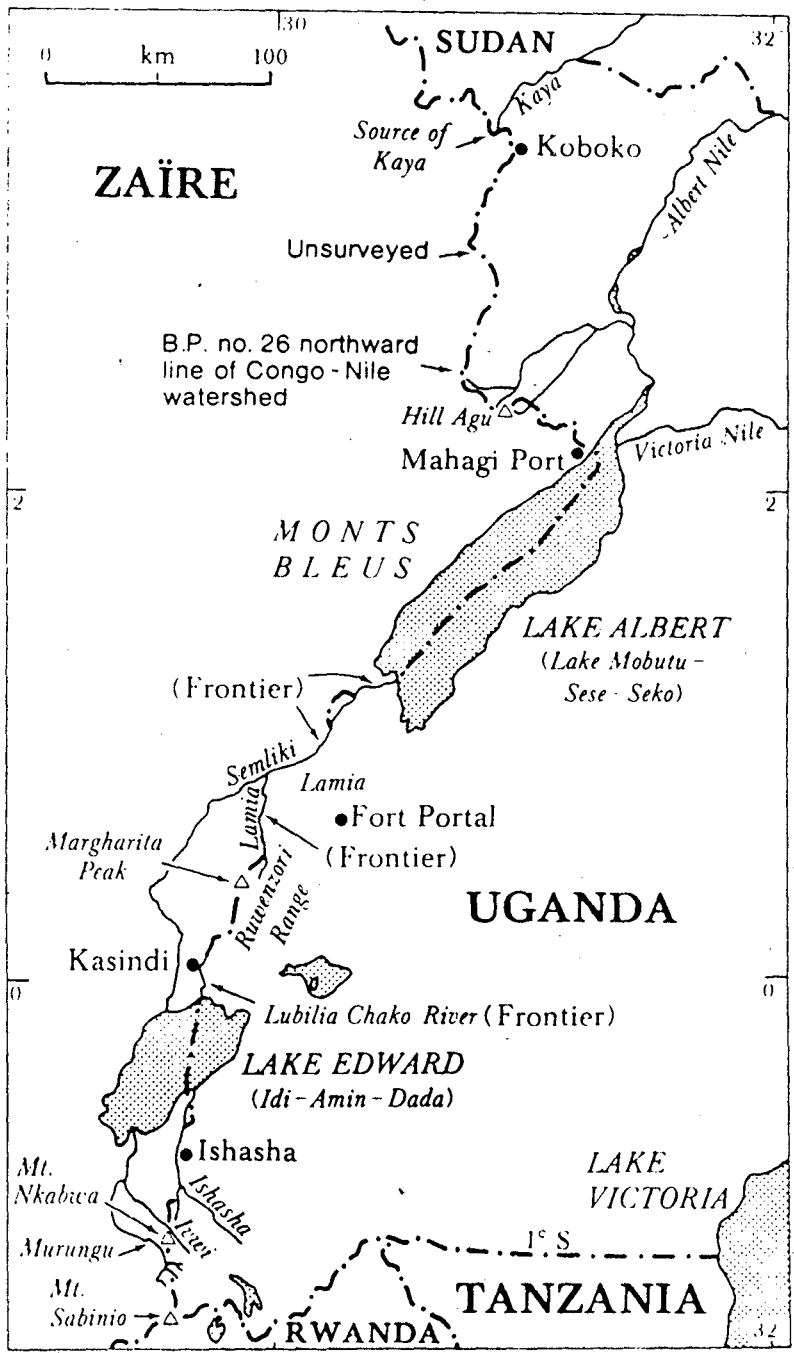 30
32
0 km 100
SUDAN
Kaya
Source of
Kaya
Koboko
ZAÏRE
Albert Nile
Unsurveyed
B.P. no. 26 northward
line of Congo-Nile
watershed
Hill Agu
Mahagi Port
Victoria Nile
2
2
MONTS
BLEUS
LAKE ALBERT
(Lake Mobutu-
Sese-Seko)
(Frontier)
Semliki
Lamia
Lamia
Fort Portal
Margharita
Peak
(Frontier)
Ruwenzori
Range
UGANDA
Kasindi
0
0
Lubilia Chako River (Frontier)
LAKE EDWARD
(Idi-Amin-Dada)
Ishasha
Mt.
Nkabwa
Ishasha
LAKE
VICTORIA
Ivwi
Murungu
1° S
Mt.
Sabinio
TANZANIA
RWANDA
32